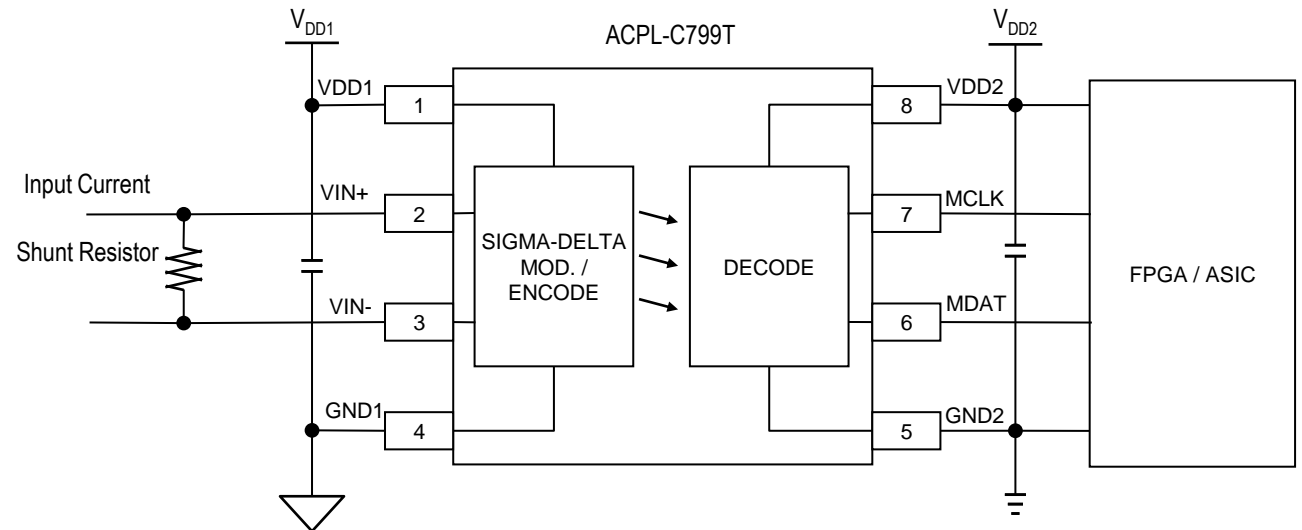 V_DD1
ACPL-C799T
V_DD2
VDD1
1
8
VDD2
Input Current
VIN+
2
7
MCLK
Shunt Resistor
SIGMA-DELTA
MOD. /
ENCODE
DECODE
FPGA / ASIC
VIN-
3
6
MDAT
GND1
4
5
GND2